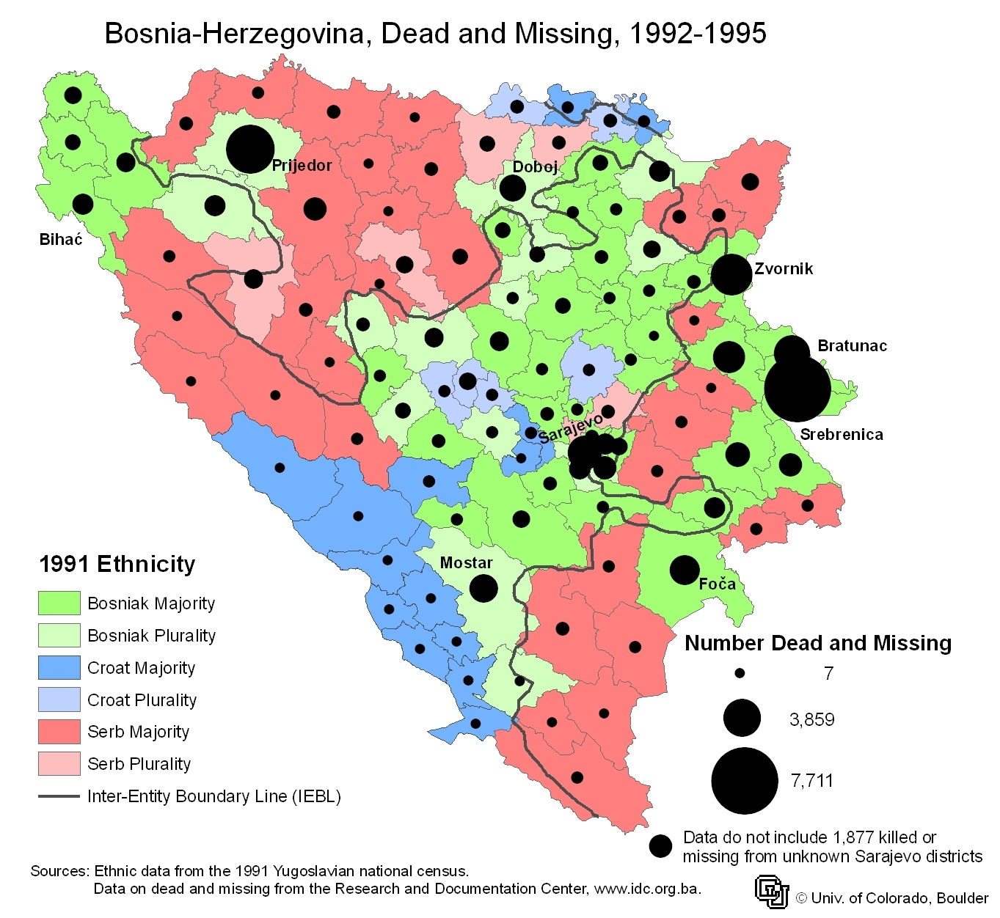 Bosnia-Herzegovina, Dead and Missing, 1992-1995
Prijedor
Doboj
Bihać
Zvornik
Bratunac
Sarajevo
Srebrenica
Mostar
Foča
1991 Ethnicity
Bosniak Majority
Bosniak Plurality
Croat Majority
Croat Plurality
Serb Majority
Serb Plurality
Inter-Entity Boundary Line (IEBL)
Number Dead and Missing
7
3,859
7,711
Data do not include 1,877 killed or
missing from unknown Sarajevo districts
Sources: Ethnic data from the 1991 Yugoslavian national census.
Data on dead and missing from the Research and Documentation Center, www.idc.org.ba.
CU
© Univ. of Colorado, Boulder